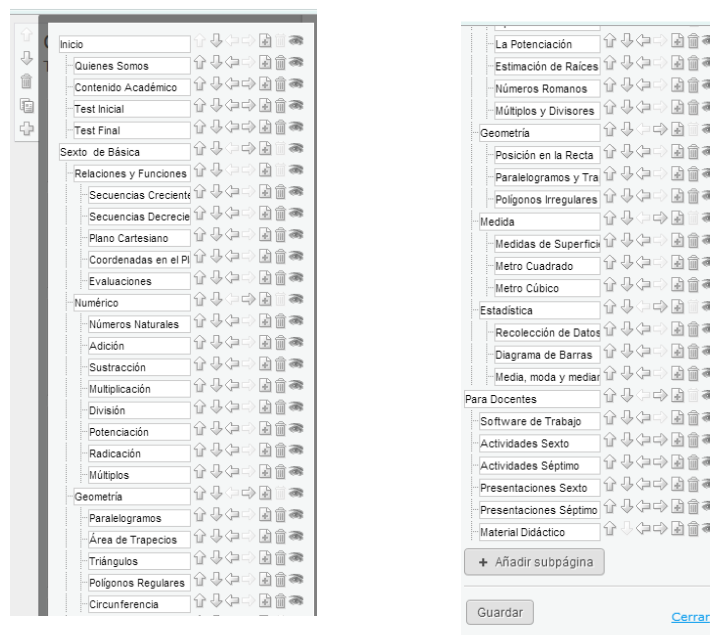 Inicio
Quienes Somos
Contenido Académico
Test Inicial
Test Final
Sexto de Básica
Relaciones y Funciones
Secuencias Creciente
Secuencias Decrecie
Plano Cartesiano
Coordenadas en el Pl
Evaluaciones
Numérico
Números Naturales
Adición
Sustracción
Multiplicación
División
Potenciación
Radicación
Múltiplos
Geometría
Paralelogramos
Área de Trapecios
Triángulos
Polígonos Regulares
Circunferencia
La Potenciación
Estimación de Raíces
Números Romanos
Múltiplos y Divisores
Geometría
Posición en la Recta
Paralelogramos y Tra
Polígonos Irregulares
Medida
Medidas de Superfici
Metro Cuadrado
Metro Cúbico
Estadística
Recolección de Datos
Diagrama de Barras
Media, moda y median
Para Docentes
Software de Trabajo
Actividades Sexto
Actividades Séptimo
Presentaciones Sexto
Presentaciones Séptimo
Material Didáctico
+ Añadir subpágina
Guardar
Cerrar